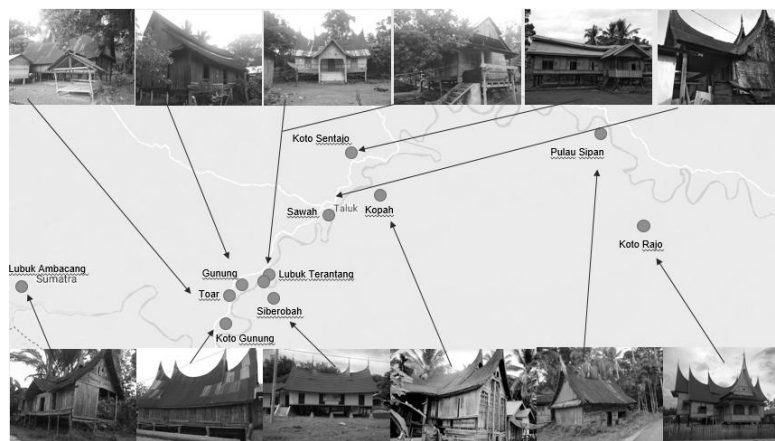 Koto Sentajo
Pulau Sipan
Sawah
Taluk
Kopah
Koto Rajo
Lubuk Ambacang
Sumatra
Gunung
Lubuk Terantang
Toar
Siberobah
Koto Gunung